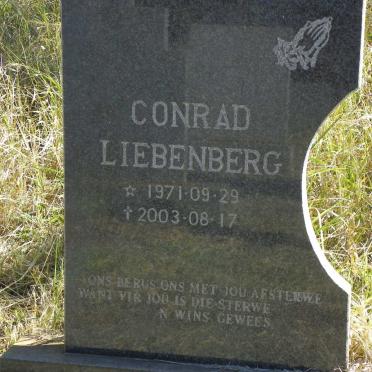 CONRAD
LIEBENBERG
☆ 1971·09·29
† 2003·08·17
ONS BERUS ONS MET JOU AFSTERWE
WANT VIR JOU IS DIE STERWE
'N WINS GEWEES